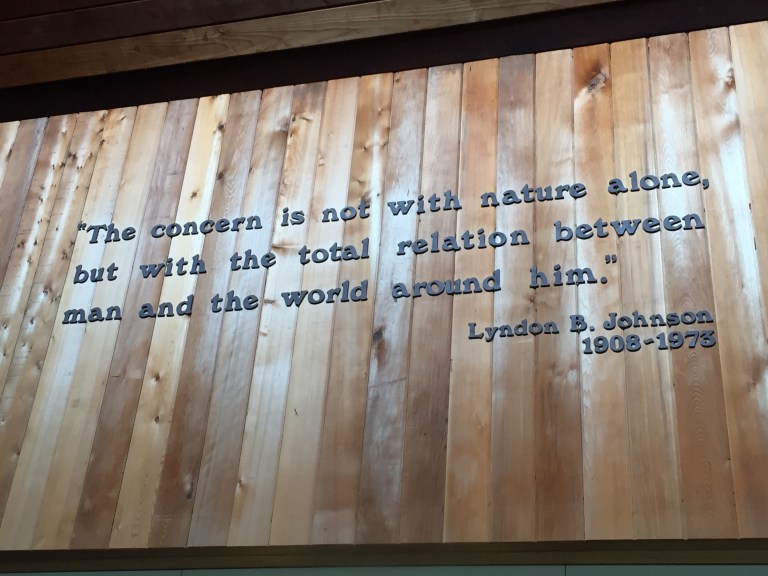 "The concern is not with nature alone,
but with the total relation between
man and the world around him."
Lyndon B. Johnson
1908-1973